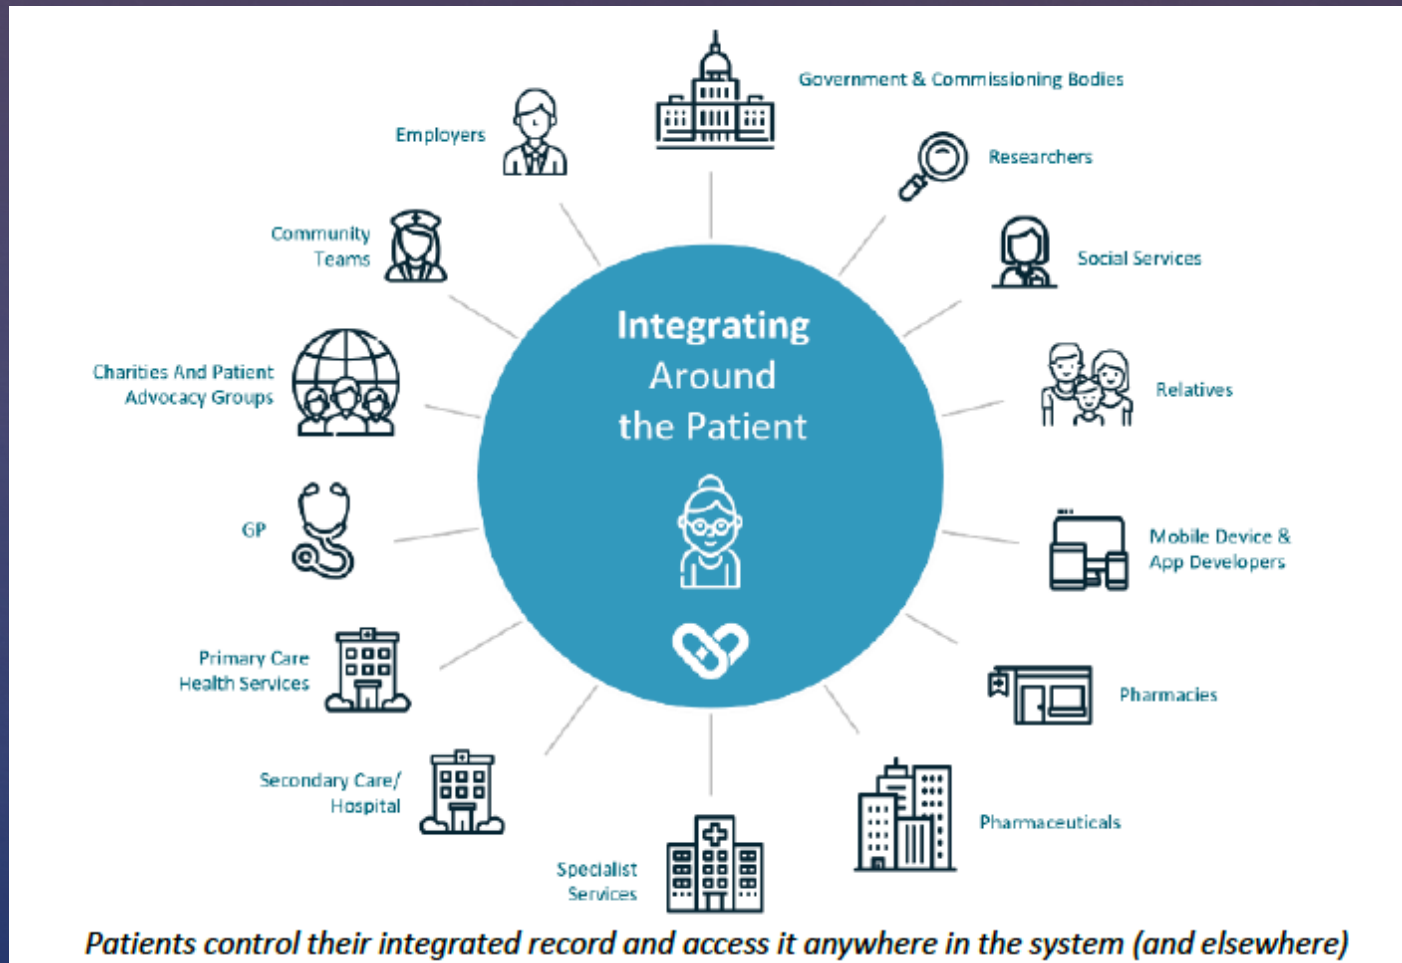 Government & Commissioning Bodies
Employers
Researchers
Community
Teams
Social Services
Integrating
Around
the Patient
Charities And Patient
Advocacy Groups
Relatives
GP
Mobile Device &
App Developers
Primary Care
Health Services
Pharmacies
Secondary Care/
Hospital
Pharmaceuticals
Specialist
Services
Patients control their integrated record and access it anywhere in the system (and elsewhere)